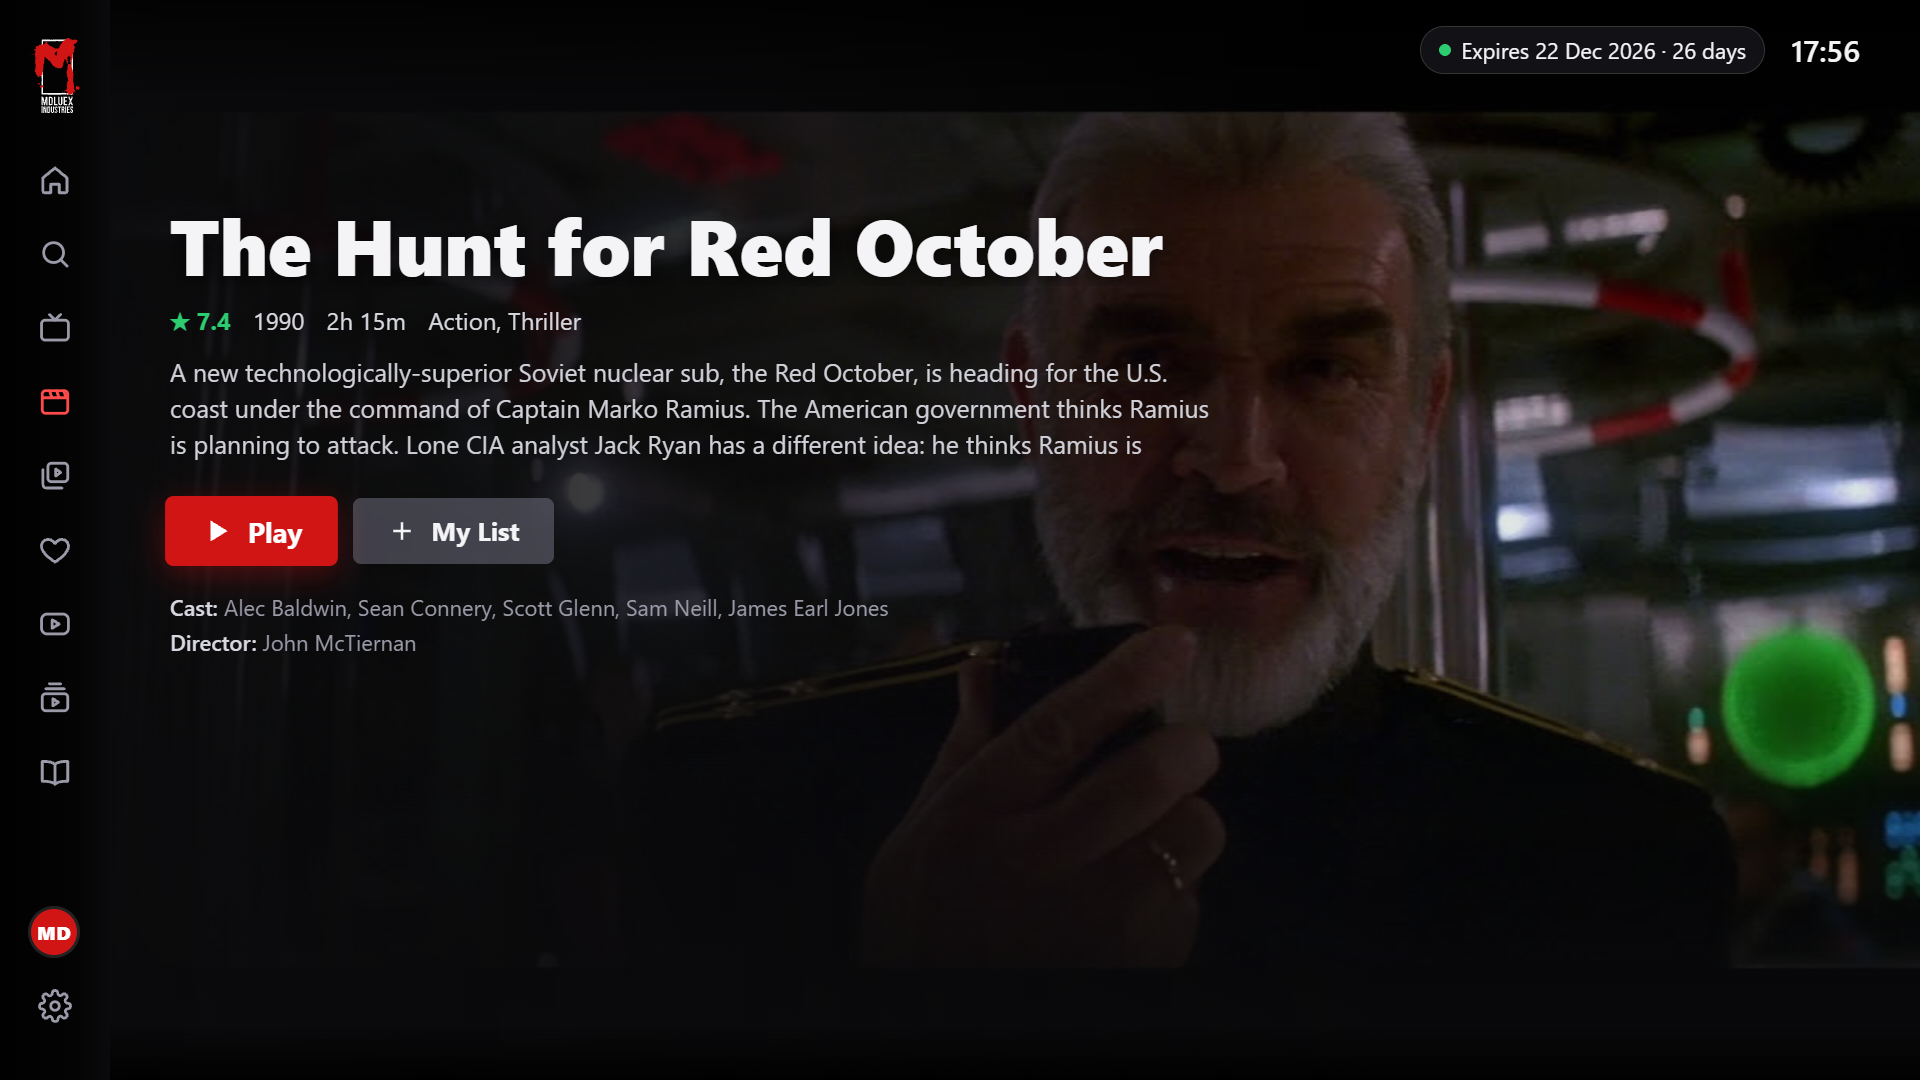 M
MOLUEX
INDUSTRIES
Expires 22 Dec 2026 · 26 days
17:56
The Hunt for Red October
★ 7.4 1990 2h 15m Action, Thriller
A new technologically-superior Soviet nuclear sub, the Red October, is heading for the U.S.
coast under the command of Captain Marko Ramius. The American government thinks Ramius
is planning to attack. Lone CIA analyst Jack Ryan has a different idea: he thinks Ramius is
Play
+ My List
Cast: Alec Baldwin, Sean Connery, Scott Glenn, Sam Neill, James Earl Jones
Director: John McTiernan
MD